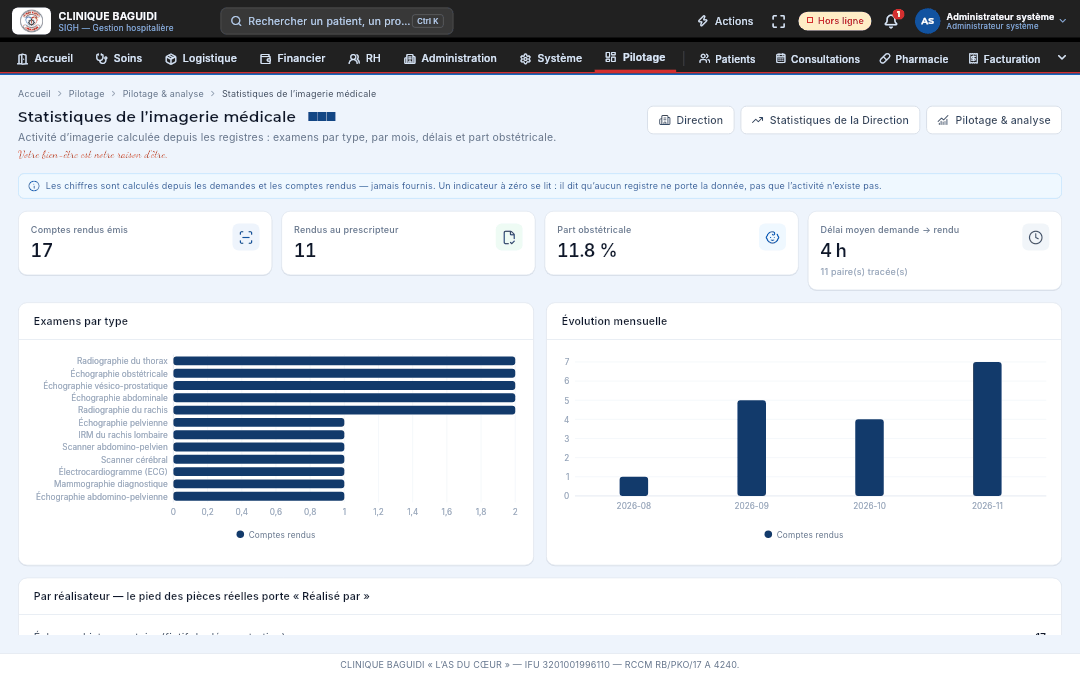 CLINIQUE BAGUIDI
SIGH — Gestion hospitalière
Rechercher un patient, un pro... Ctrl K
Actions
Hors ligne
1
AS
Administrateur système
Administrateur système
Accueil
Soins
Logistique
Financier
RH
Administration
Système
Pilotage
Patients
Consultations
Pharmacie
Facturation
Accueil > Pilotage > Pilotage & analyse > Statistiques de l'imagerie médicale
Statistiques de l'imagerie médicale
Activité d'imagerie calculée depuis les registres : examens par type, par mois, délais et part obstétricale.
Votre bien-être est notre raison d'être.
Direction
Statistiques de la Direction
Pilotage & analyse
Les chiffres sont calculés depuis les demandes et les comptes rendus — jamais fournis. Un indicateur à zéro se lit : il dit qu'aucun registre ne porte la donnée, pas que l'activité n'existe pas.
Comptes rendus émis
17
Rendus au prescripteur
11
Part obstétricale
11.8 %
Délai moyen demande → rendu
4 h
11 paire(s) tracée(s)
Examens par type
Radiographie du thorax
Échographie obstétricale
Échographie vésico-prostatique
Échographie abdominale
Radiographie du rachis
Échographie pelvienne
IRM du rachis lombaire
Scanner abdomino-pelvien
Scanner cérébral
Électrocardiogramme (ECG)
Mammographie diagnostique
Échographie abdomino-pelvienne
0 0,2 0,4 0,6 0,8 1 1,2 1,4 1,6 1,8 2
Comptes rendus
Évolution mensuelle
7
6
5
4
3
2
1
0
2026-08 2026-09 2026-10 2026-11
Comptes rendus
Par réalisateur — le pied des pièces réelles porte « Réalisé par »
17
CLINIQUE BAGUIDI « L'AS DU CŒUR » — IFU 3201001996110 — RCCM RB/PKO/17 A 4240.